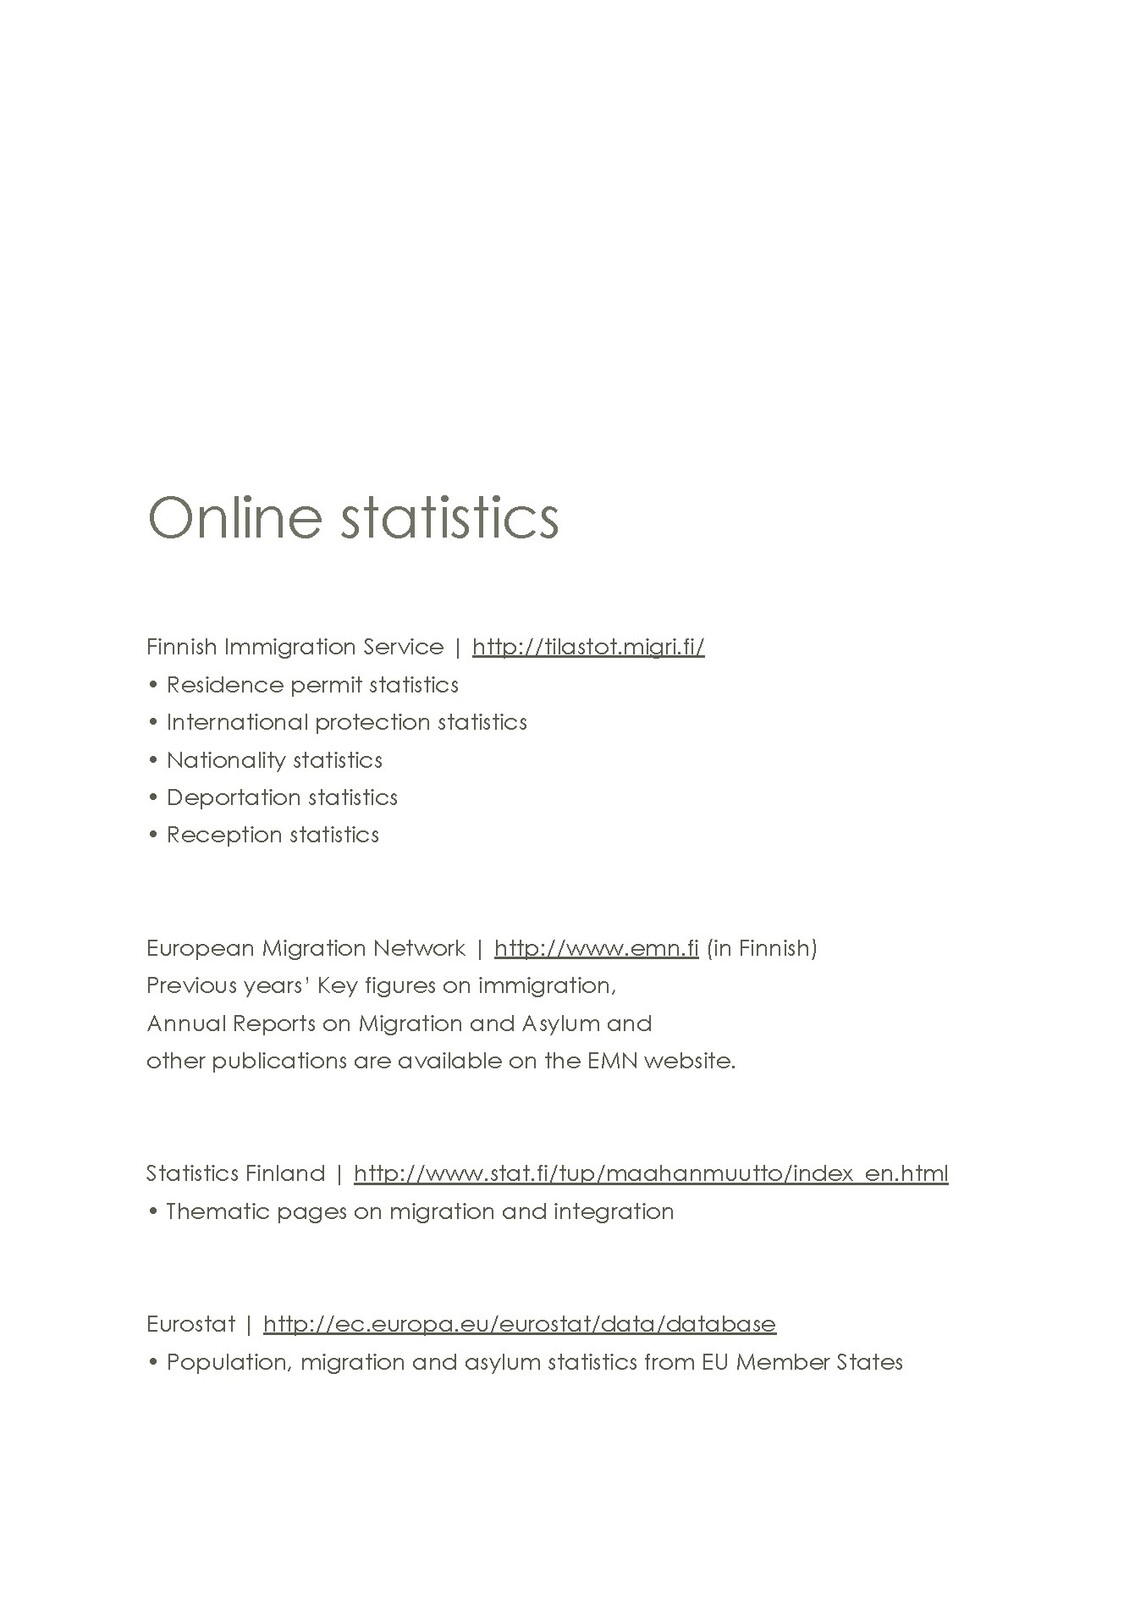 Online statistics
Finnish Immigration Service | http://tilastot.migri.fi/
• Residence permit statistics
• International protection statistics
• Nationality statistics
• Deportation statistics
• Reception statistics
European Migration Network | http://www.emn.fi (in Finnish)
Previous years’ Key figures on immigration,
Annual Reports on Migration and Asylum and
other publications are available on the EMN website.
Statistics Finland | http://www.stat.fi/tup/maahanmuutto/index_en.html
• Thematic pages on migration and integration
Eurostat | http://ec.europa.eu/eurostat/data/database
• Population, migration and asylum statistics from EU Member States